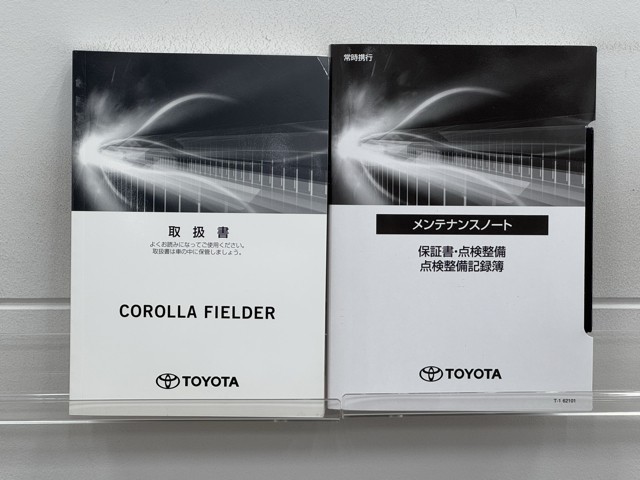 取扱書
よくお読みになってご使用ください。
取扱書は車の中に保管しましょう。
COROLLA FIELDER
TOYOTA
常時携行
メンテナンスノート
保証書・点検整備
点検整備記録簿
TOYOTA
T-1 62101